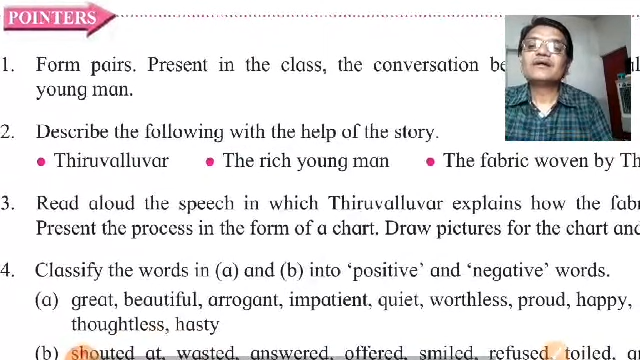 POINTERS
1. Form pairs. Present in the class, the conversation
young man.
2. Describe the following with the help of the story.
• Thiruvalluvar • The rich young man • The fabric woven by
3. Read aloud the speech in which Thiruvalluvar explains how the
Present the process in the form of a chart. Draw pictures for the chart and
4. Classify the words in (a) and (b) into ‘positive’ and ‘negative’ words.
(a) great, beautiful, arrogant, impatient, quiet, worthless, proud, happy,
thoughtless, hasty
(b) shouted at, wasted, answered, offered, smiled, refused, toiled,